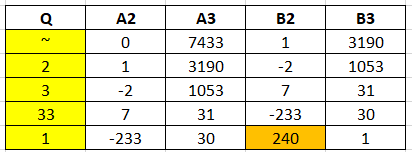 Q A2 A3 B2 B3
~ 0 7433 1 3190
2 1 3190 -2 1053
3 -2 1053 7 31
33 7 31 -233 30
1 -233 30 240 1